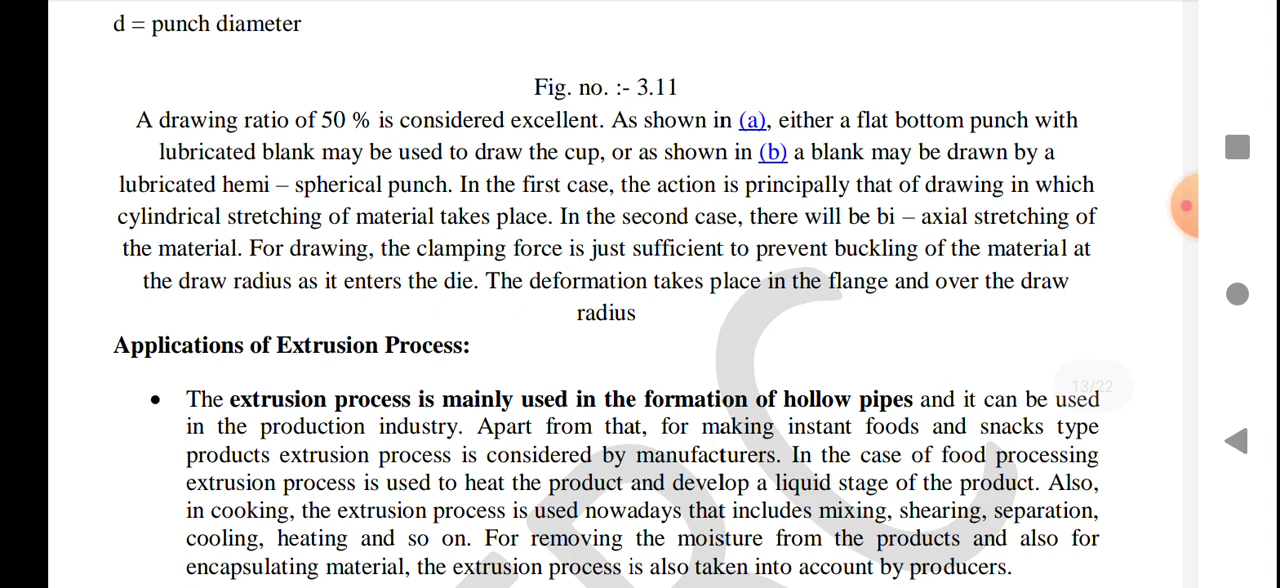 d = punch diameter
Fig. no. :- 3.11
A drawing ratio of 50 % is considered excellent. As shown in (a), either a flat bottom punch with
lubricated blank may be used to draw the cup, or as shown in (b) a blank may be drawn by a
lubricated hemi – spherical punch. In the first case, the action is principally that of drawing in which
cylindrical stretching of material takes place. In the second case, there will be bi – axial stretching of
the material. For drawing, the clamping force is just sufficient to prevent buckling of the material at
the draw radius as it enters the die. The deformation takes place in the flange and over the draw
radius
Applications of Extrusion Process:
13/22
• The extrusion process is mainly used in the formation of hollow pipes and it can be used
in the production industry. Apart from that, for making instant foods and snacks type
products extrusion process is considered by manufacturers. In the case of food processing
extrusion process is used to heat the product and develop a liquid stage of the product. Also,
in cooking, the extrusion process is used nowadays that includes mixing, shearing, separation,
cooling, heating and so on. For removing the moisture from the products and also for
encapsulating material, the extrusion process is also taken into account by producers.